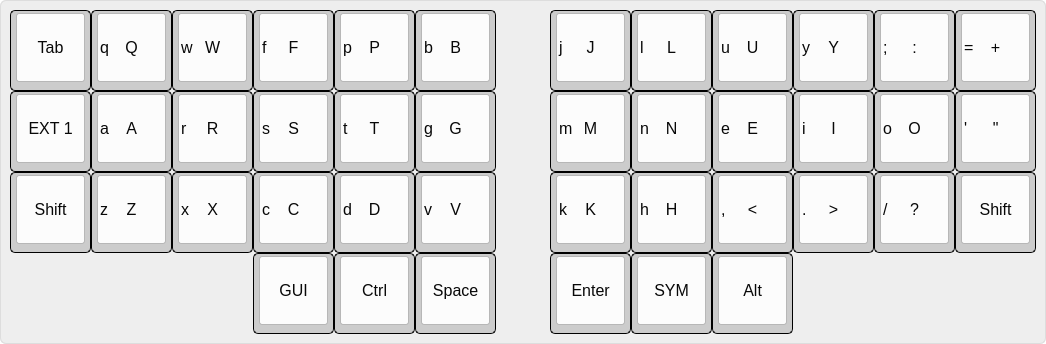 Tab q Q w W f F p P b B j J l L u U y Y ; : = +
EXT 1 a A r R s S t T g G m M n N e E i I o O ' "
Shift z Z x X c C d D v V k K h H , < . > / ? Shift
GUI Ctrl Space Enter SYM Alt